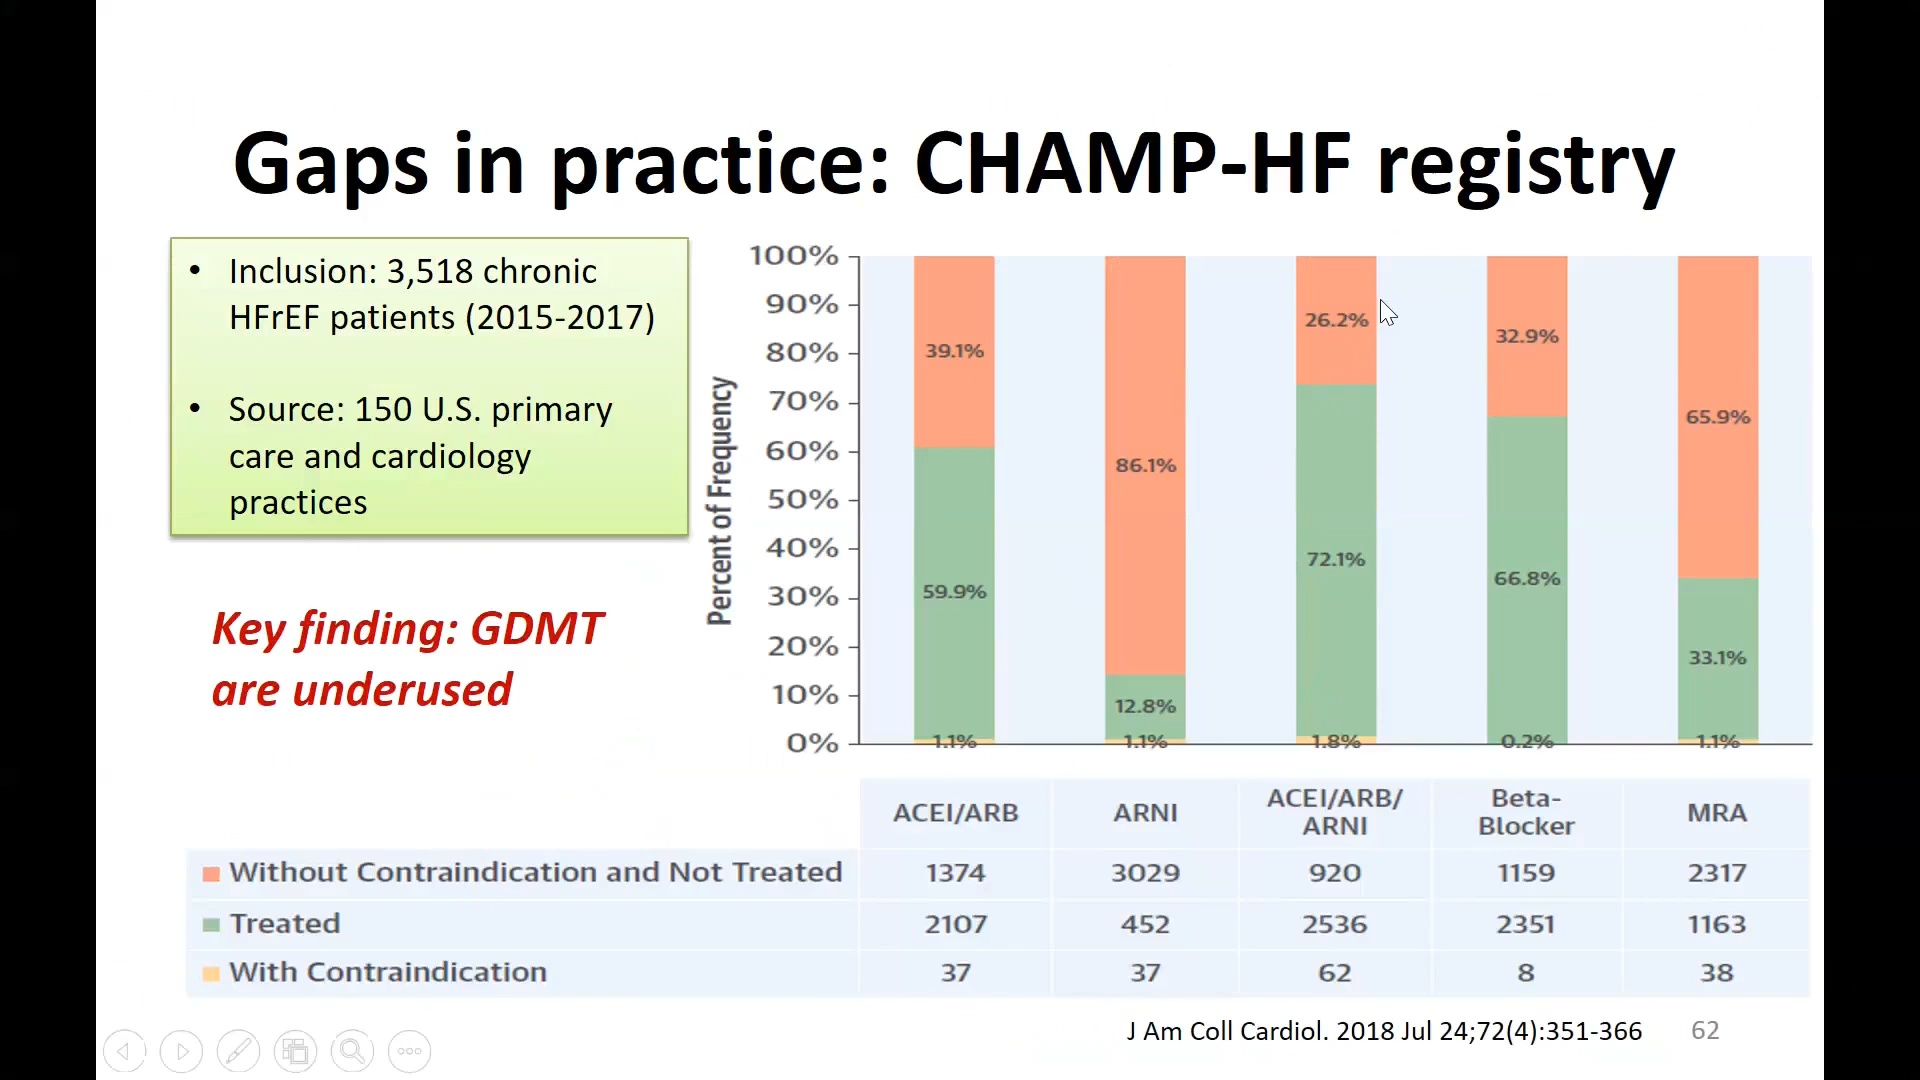 Gaps in practice: CHAMP-HF registry
• Inclusion: 3,518 chronic
HFrEF patients (2015-2017)
• Source: 150 U.S. primary
care and cardiology
practices
Key finding: GDMT
are underused
Percent of Frequency
100%
90%
80%
70%
60%
50%
40%
30%
20%
10%
0%
39.1%
59.9%
1.1%
86.1%
12.8%
1.1%
26.2%
72.1%
1.8%
32.9%
66.8%
0.2%
65.9%
33.1%
1.1%
ACEI/ARB ARNI ACEI/ARB/ARNI Beta-Blocker MRA
Without Contraindication and Not Treated 1374 3029 920 1159 2317
Treated 2107 452 2536 2351 1163
With Contraindication 37 37 62 8 38
J Am Coll Cardiol. 2018 Jul 24;72(4):351-366 62